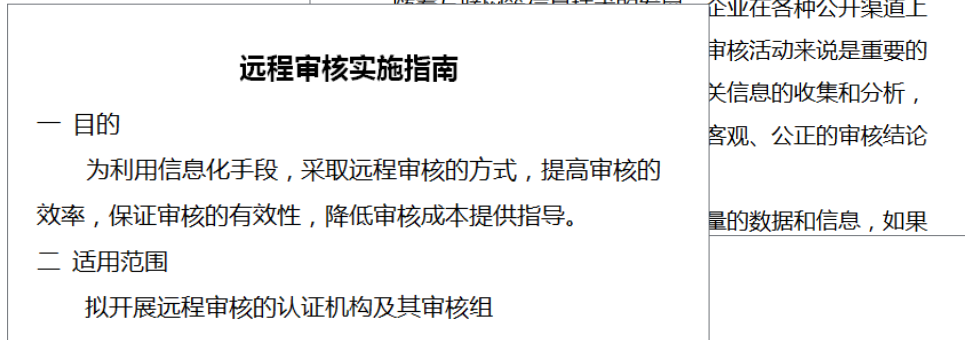 远程审核实施指南
一 目的
为利用信息化手段，采取远程审核的方式，提高审核的
效率，保证审核的有效性，降低审核成本提供指导。
二 适用范围
拟开展远程审核的认证机构及其审核组
企业在各种公开渠道上
审核活动来说是重要的
关信息的收集和分析，
客观、公正的审核结论
量的数据和信息，如果